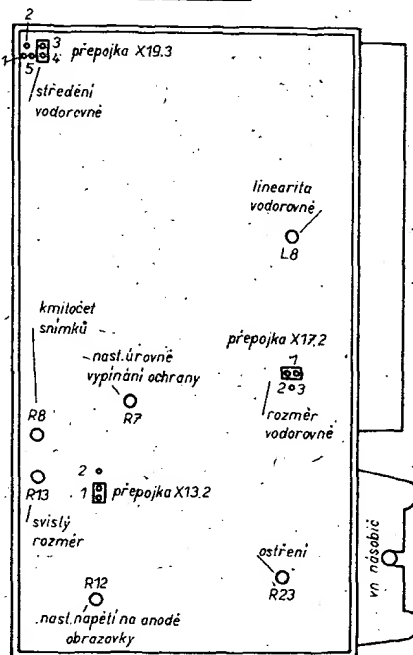 2
3
přepojka X19.3
1
5
4
středění
vodorovně
linearita
vodorovně
L8
kmitočet
snímků
přepojka X17.2
1
nast. úrovně
vypínání ochrany
2
3
R7
rozměr
vodorovně
R8
2
1
přepojka X13.2
R13
svislý
rozměr
ostření
vn násobič
R12
R23
nast. napětí na anodě
obrazovky